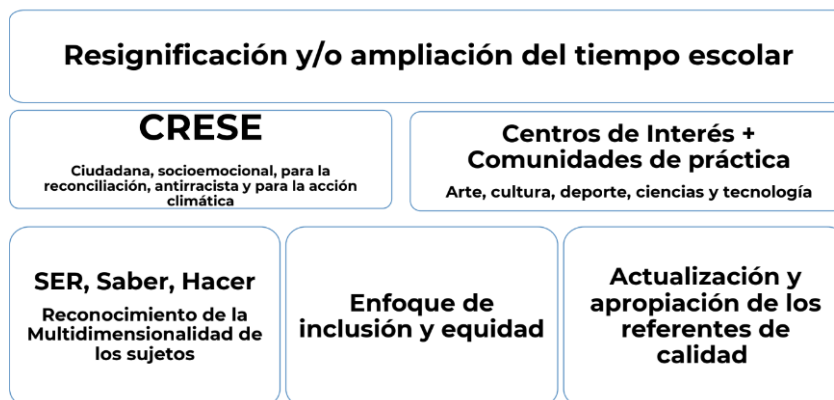 Resignificación y/o ampliación del tiempo escolar
CRESE
Ciudadana, socioemocional, para la
reconciliación, antirracista y para la acción
climática
Centros de Interés +
Comunidades de práctica
Arte, cultura, deporte, ciencias y tecnología
SER, Saber, Hacer
Reconocimiento de la
Multidimensionalidad de
los sujetos
Enfoque de
inclusión y equidad
Actualización y
apropiación de los
referentes de
calidad